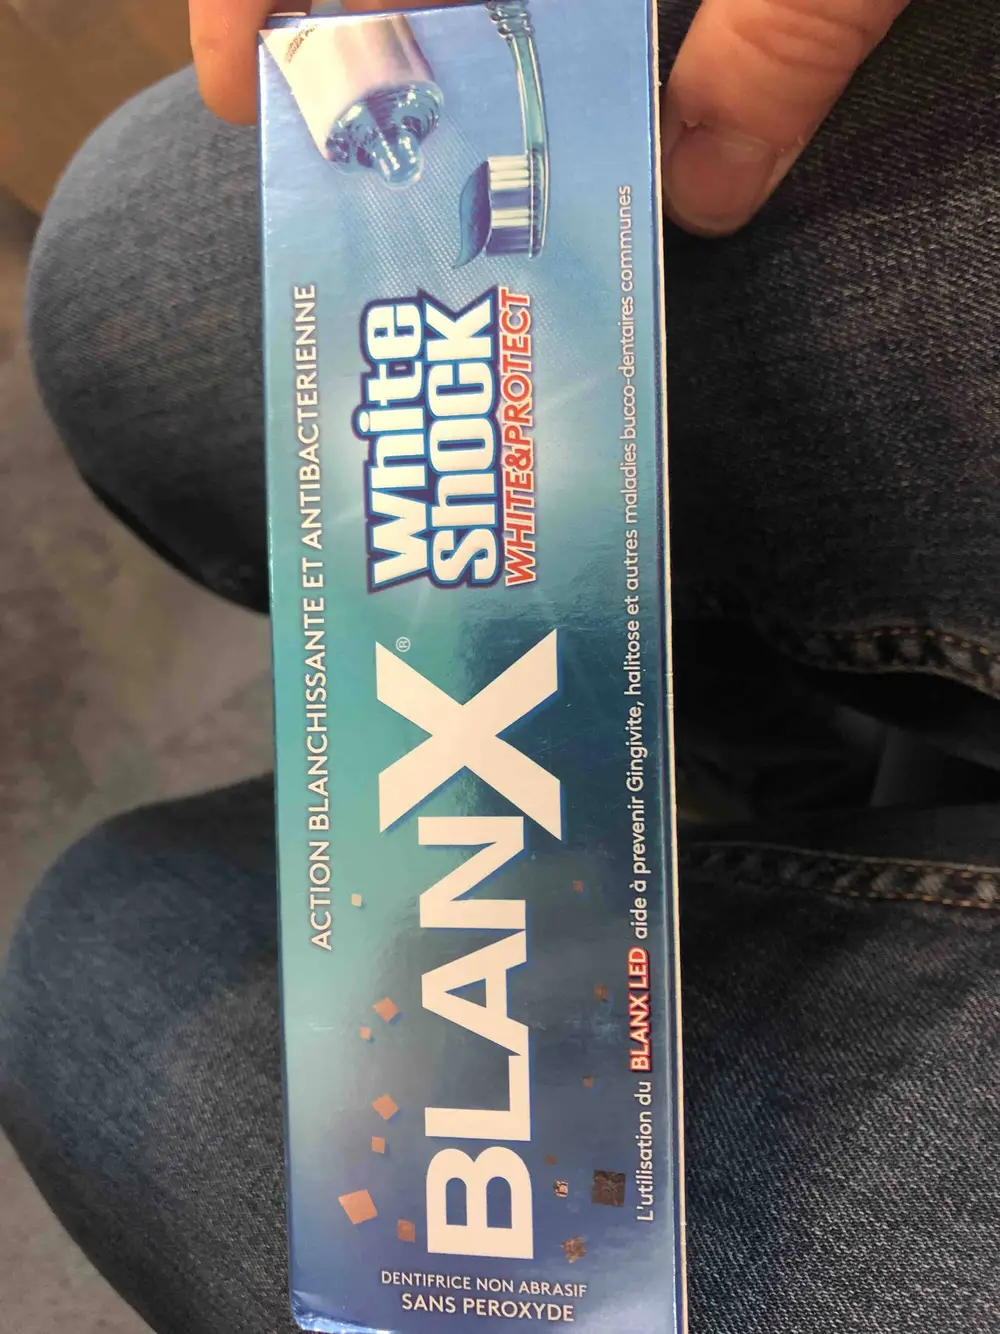 ACTION BLANCHISSANTE ET ANTIBACTERIENNE
BLANX®
White
SHOCK
WHITE&PROTECT
DENTIFRICE NON ABRASIF
SANS PEROXYDE
L'utilisation du BLANX LED aide à prevenir Gingivite, halitose et autres maladies bucco-dentaires communes